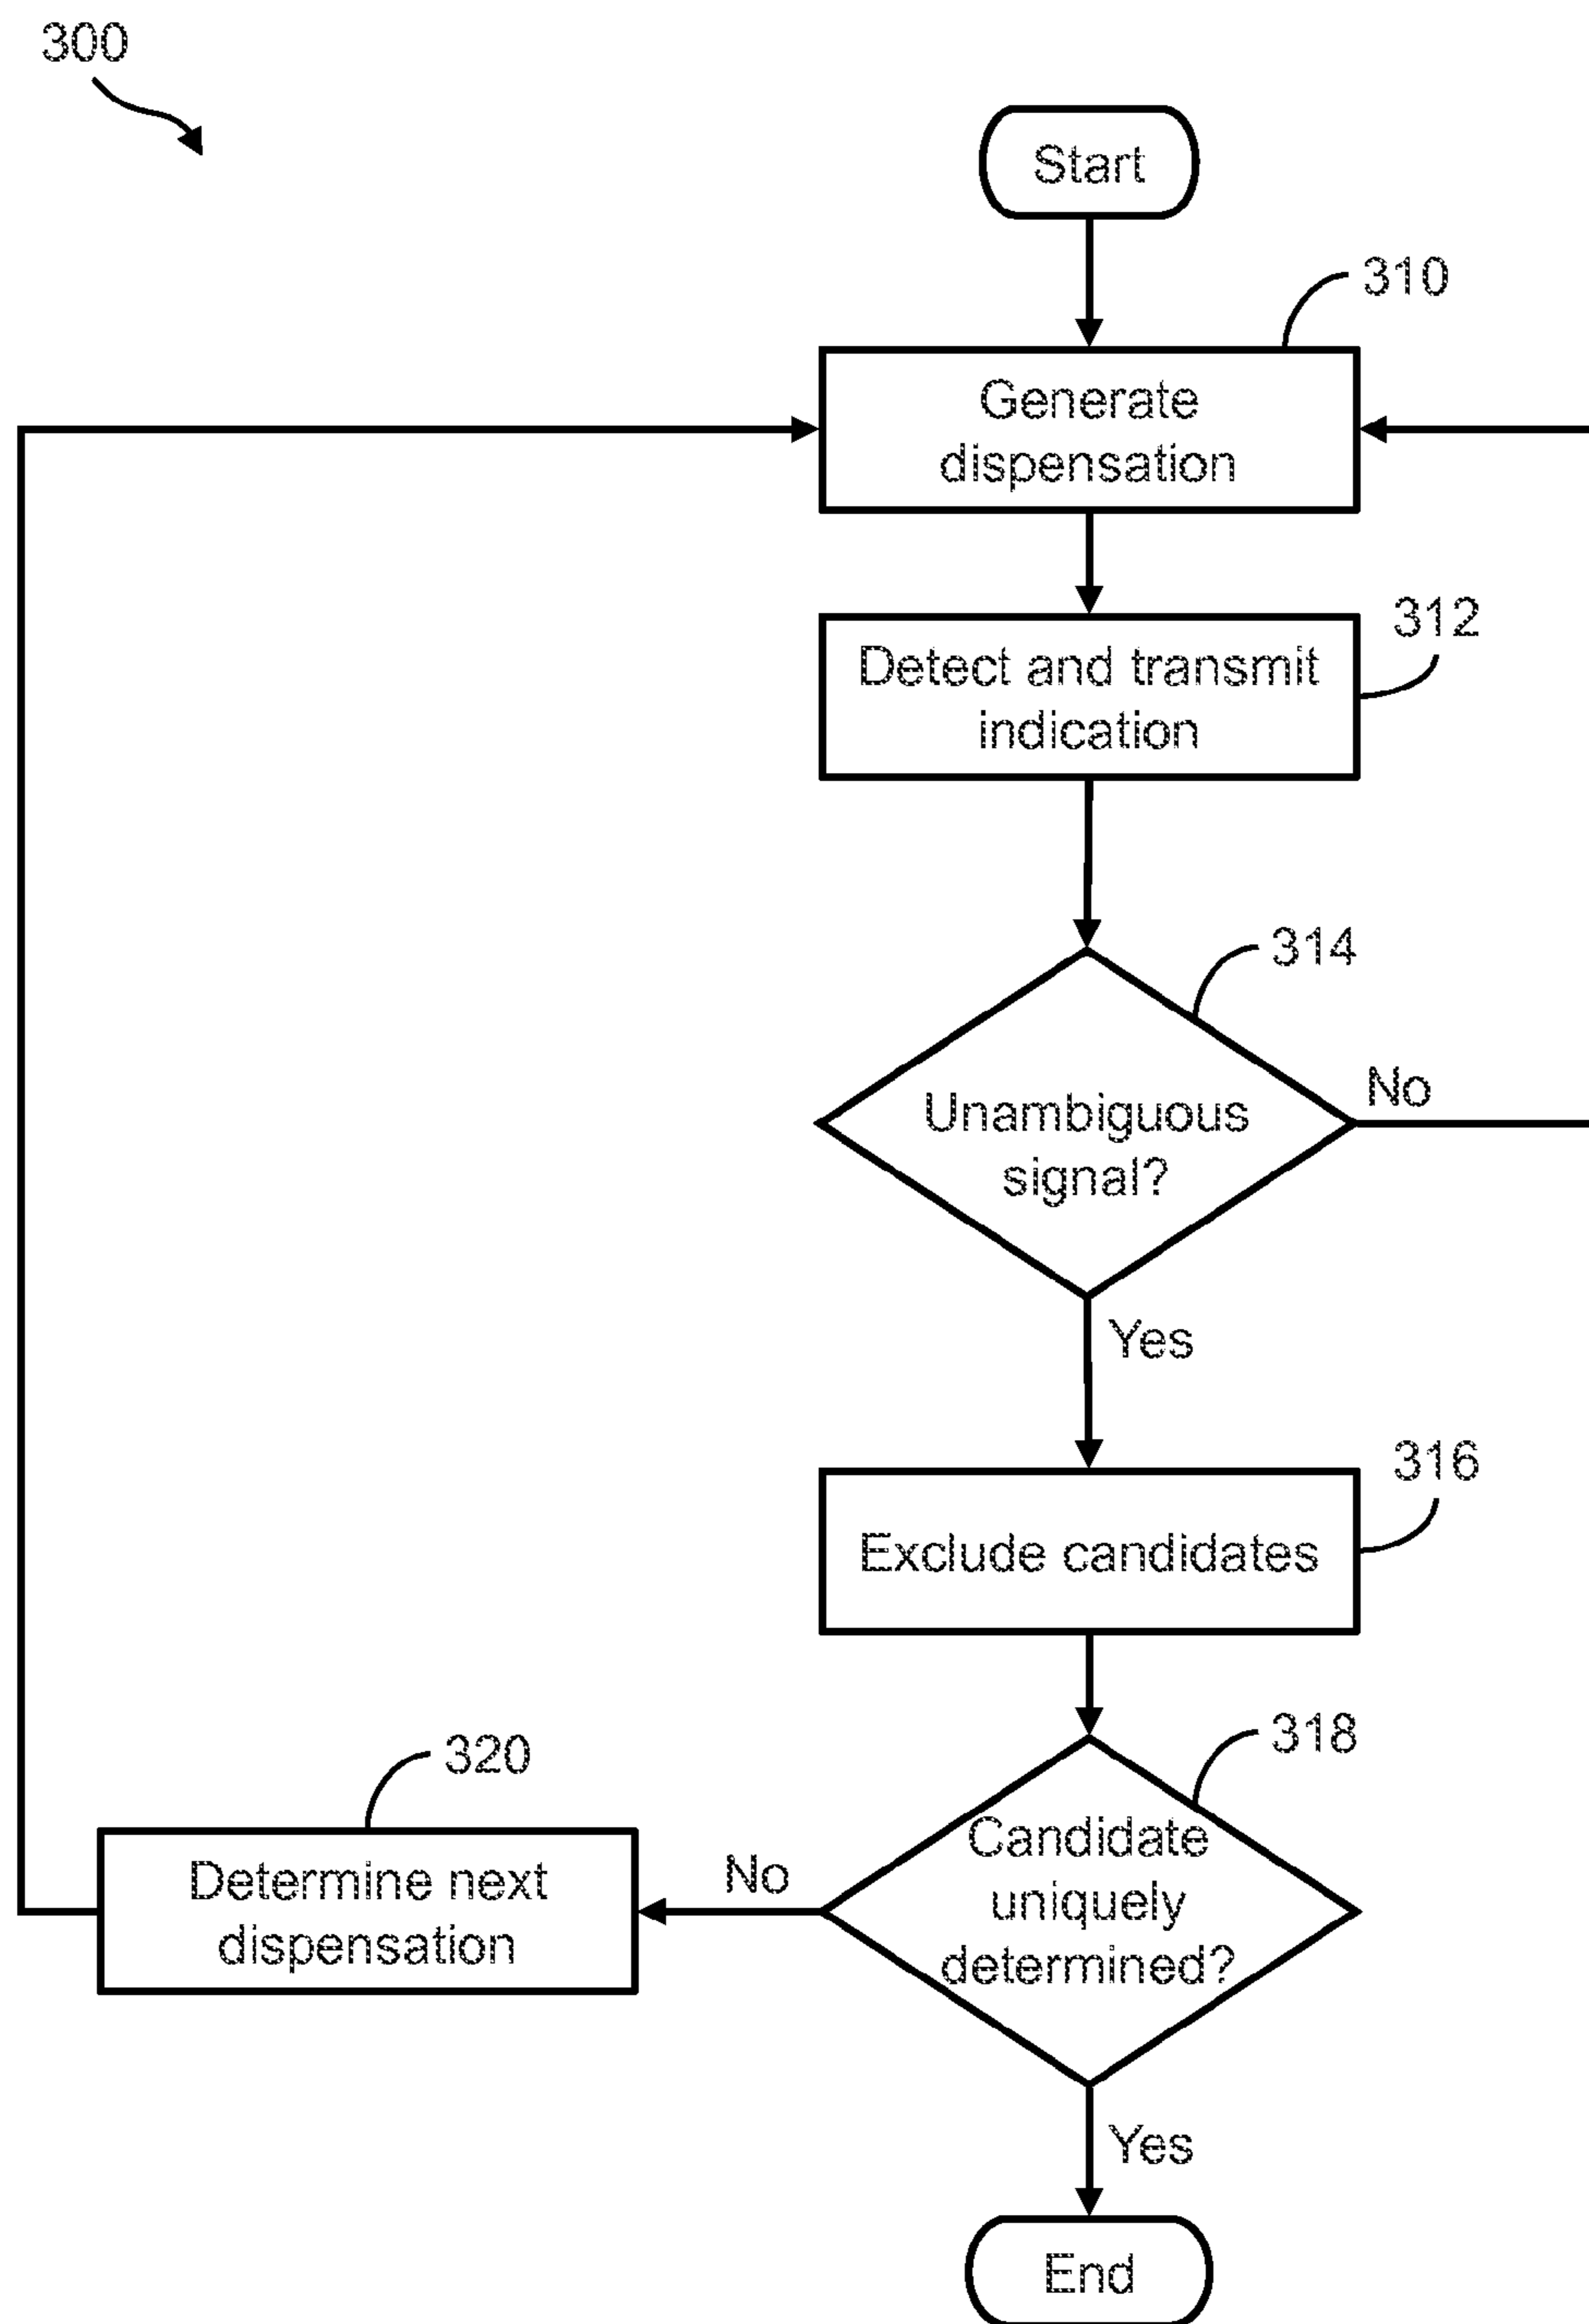 300
Start
310
Generate
dispensation
312
Detect and transmit
indication
314
Unambiguous
signal?
No
Yes
316
Exclude candidates
318
Candidate
uniquely
determined?
No
320
Determine next
dispensation
Yes
End